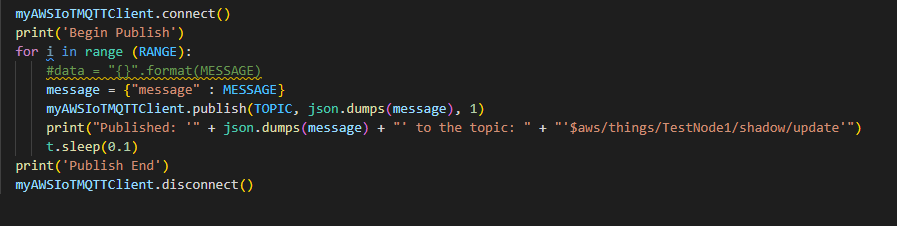 myAWSIoTMQTTClient.connect()
print('Begin Publish')
for i in range (RANGE):
    #data = "{}".format(MESSAGE)
    message = {"message" : MESSAGE}
    myAWSIoTMQTTClient.publish(TOPIC, json.dumps(message), 1)
    print("Published: '" + json.dumps(message) + "' to the topic: " + "'$aws/things/TestNode1/shadow/update'")
    t.sleep(0.1)
print('Publish End')
myAWSIoTMQTTClient.disconnect()